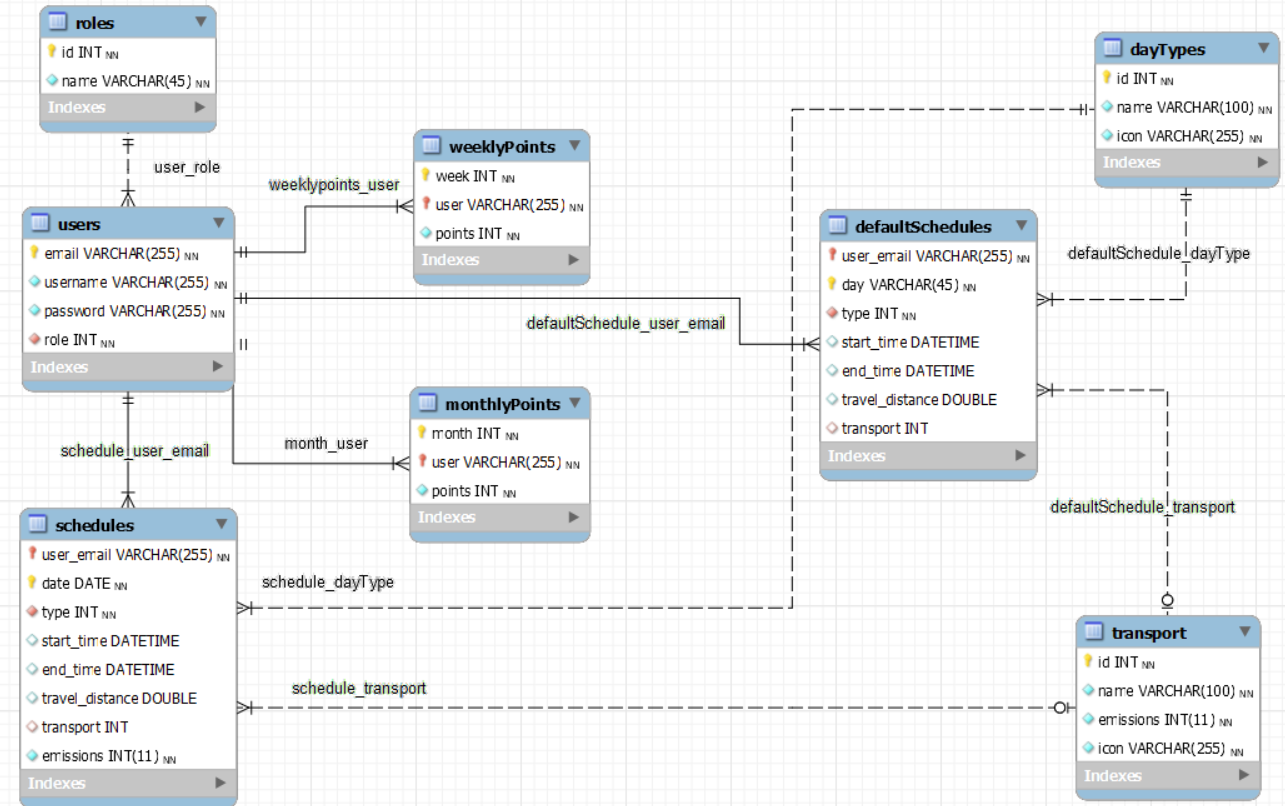 roles
id INT NN
name VARCHAR(45) NN
Indexes
user_role
users
email VARCHAR(255) NN
username VARCHAR(255) NN
password VARCHAR(255) NN
role INT NN
Indexes
weeklypoints_user
weeklyPoints
week INT NN
user VARCHAR(255) NN
points INT NN
Indexes
defaultSchedule_user_email
month_user
monthlyPoints
month INT NN
user VARCHAR(255) NN
points INT NN
Indexes
schedule_user_email
schedules
user_email VARCHAR(255) NN
date DATE NN
type INT NN
start_time DATETIME
end_time DATETIME
travel_distance DOUBLE
transport INT
emissions INT(11) NN
Indexes
schedule_dayType
schedule_transport
defaultSchedules
user_email VARCHAR(255) NN
day VARCHAR(45) NN
type INT NN
start_time DATETIME
end_time DATETIME
travel_distance DOUBLE
transport INT
Indexes
dayTypes
id INT NN
name VARCHAR(100) NN
icon VARCHAR(255) NN
Indexes
defaultSchedule_dayType
defaultSchedule_transport
transport
id INT NN
name VARCHAR(100) NN
emissions INT(11) NN
icon VARCHAR(255) NN
Indexes